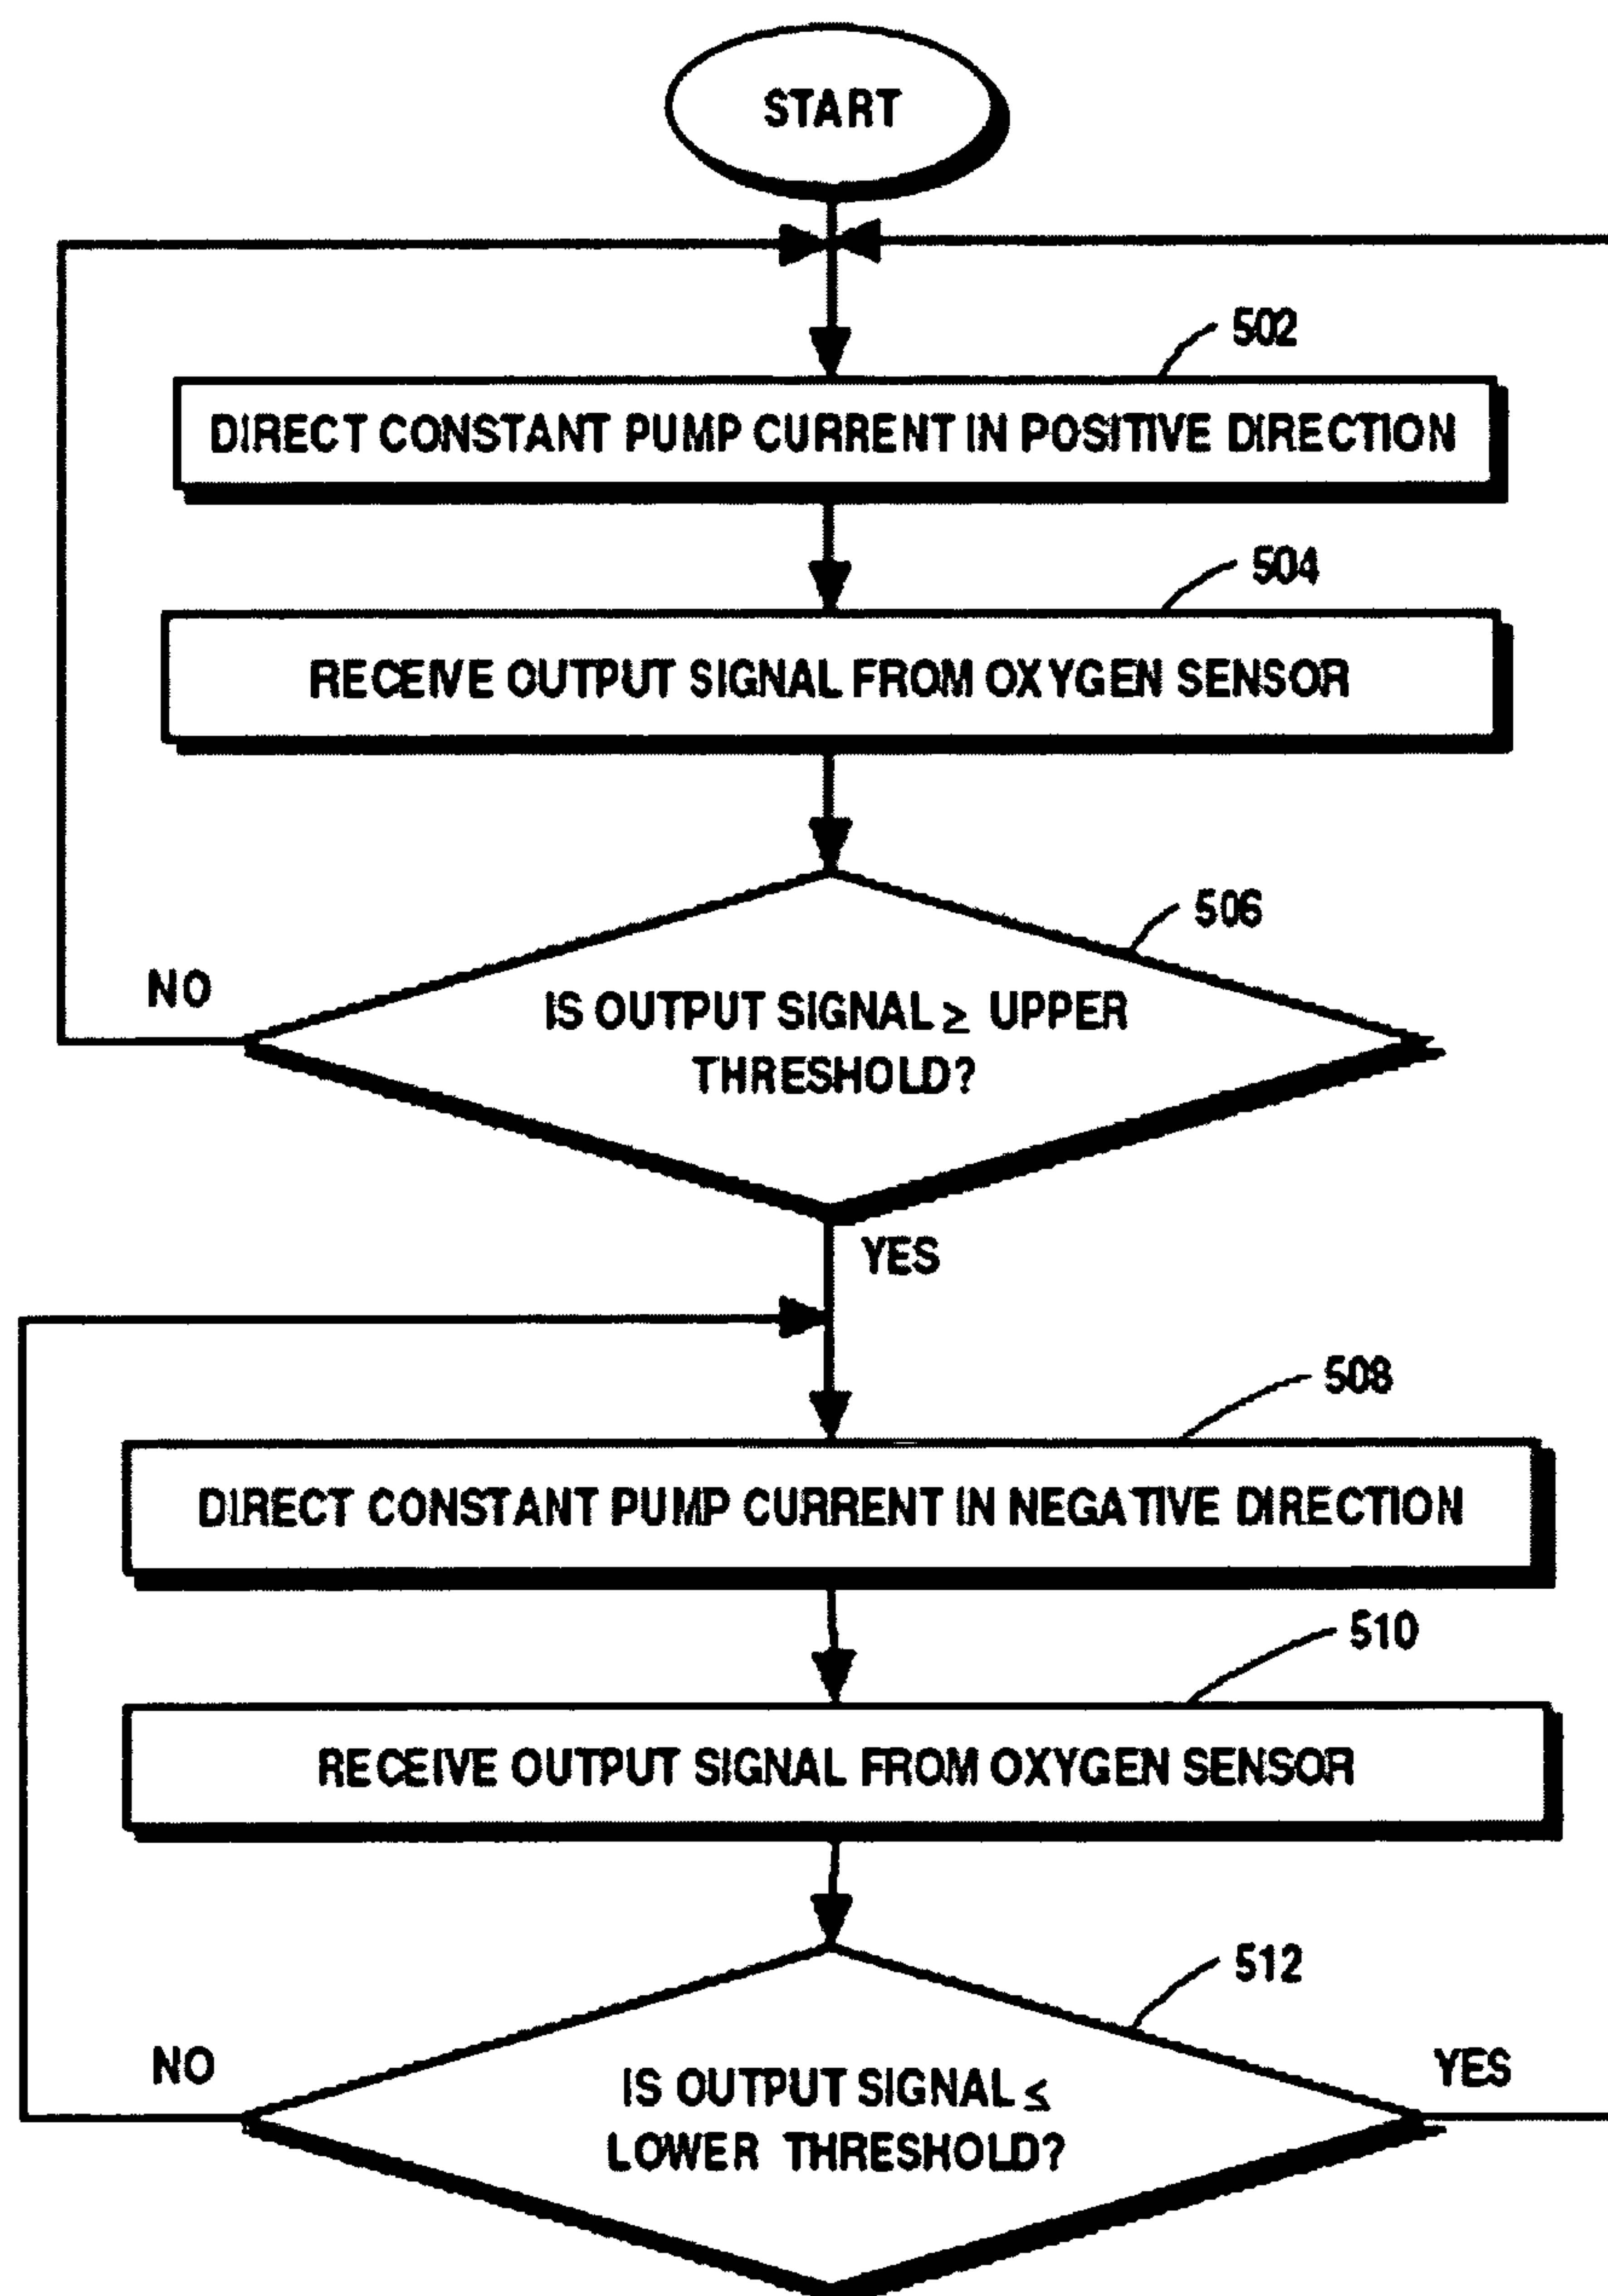 START
502
DIRECT CONSTANT PUMP CURRENT IN POSITIVE DIRECTION
504
RECEIVE OUTPUT SIGNAL FROM OXYGEN SENSOR
506
NO
IS OUTPUT SIGNAL ≥ UPPER
THRESHOLD?
YES
508
DIRECT CONSTANT PUMP CURRENT IN NEGATIVE DIRECTION
510
RECEIVE OUTPUT SIGNAL FROM OXYGEN SENSOR
512
NO
YES
IS OUTPUT SIGNAL ≤
LOWER THRESHOLD?